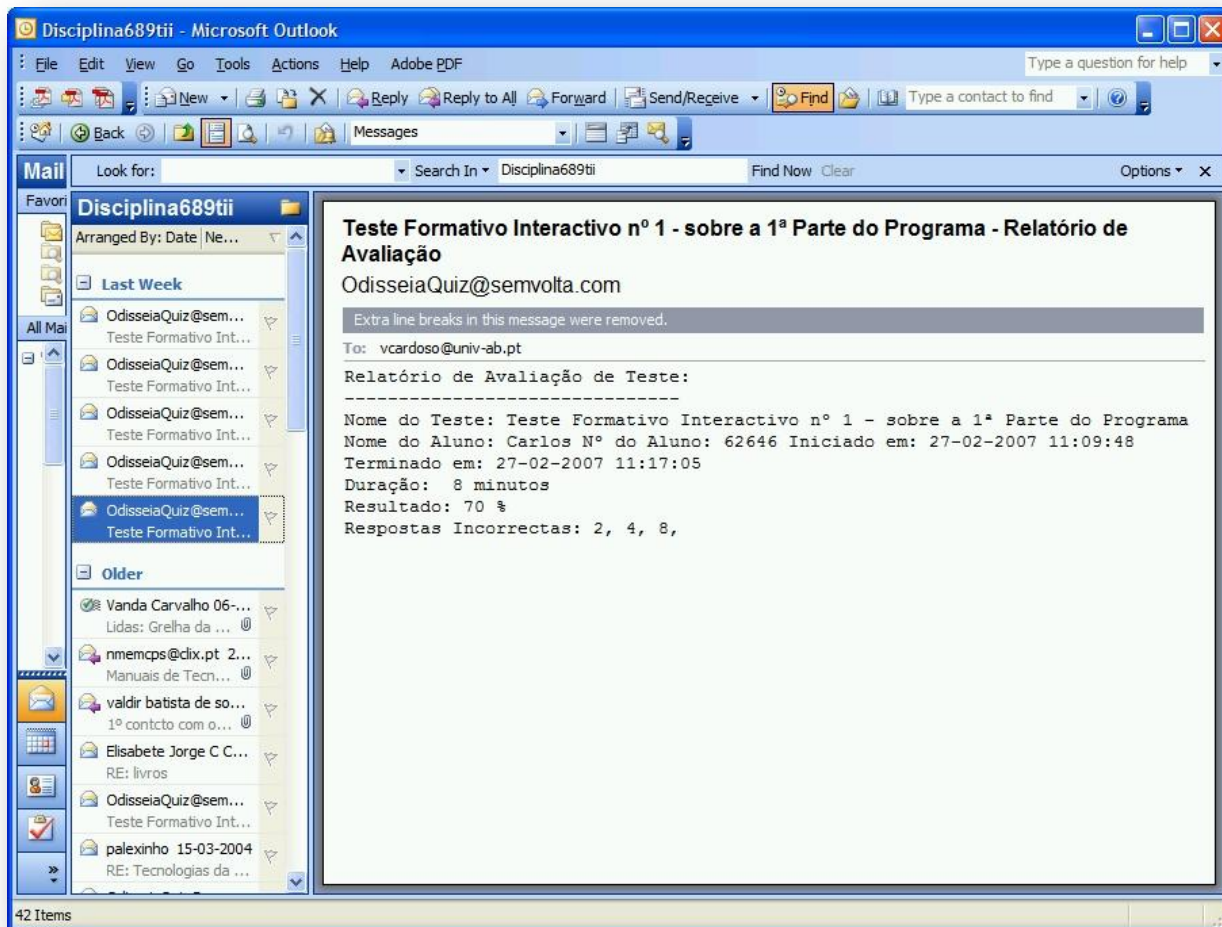 Disciplina689tii - Microsoft Outlook
File Edit View Go Tools Actions Help Adobe PDF Type a question for help
New Reply Reply to All Forward Send/Receive Find Type a contact to find
Back Messages
Mail Look for: Search In Disciplina689tii Find Now Clear Options
Favori
All Mai
Disciplina689tii
Arranged By: Date Ne...
Last Week
OdisseiaQuiz@sem...
Teste Formativo Int...
OdisseiaQuiz@sem...
Teste Formativo Int...
OdisseiaQuiz@sem...
Teste Formativo Int...
OdisseiaQuiz@sem...
Teste Formativo Int...
OdisseiaQuiz@sem...
Teste Formativo Int...
Older
Vanda Carvalho 06-...
Lidas: Grelha da ...
nmemcps@clix.pt 2...
Manuais de Tecn...
valdir batista de so...
1º contcto com o...
Elisabete Jorge C C...
RE: livros
OdisseiaQuiz@sem...
Teste Formativo Int...
palexinho 15-03-2004
RE: Tecnologias da ...
Teste Formativo Interactivo nº 1 - sobre a 1ª Parte do Programa - Relatório de
Avaliação
OdisseiaQuiz@semvolta.com
Extra line breaks in this message were removed.
To: vcardoso@univ-ab.pt
Relatório de Avaliação de Teste:
-------------------------------
Nome do Teste: Teste Formativo Interactivo nº 1 - sobre a 1ª Parte do Programa
Nome do Aluno: Carlos Nº do Aluno: 62646 Iniciado em: 27-02-2007 11:09:48
Terminado em: 27-02-2007 11:17:05
Duração: 8 minutos
Resultado: 70 %
Respostas Incorrectas: 2, 4, 8,
42 Items